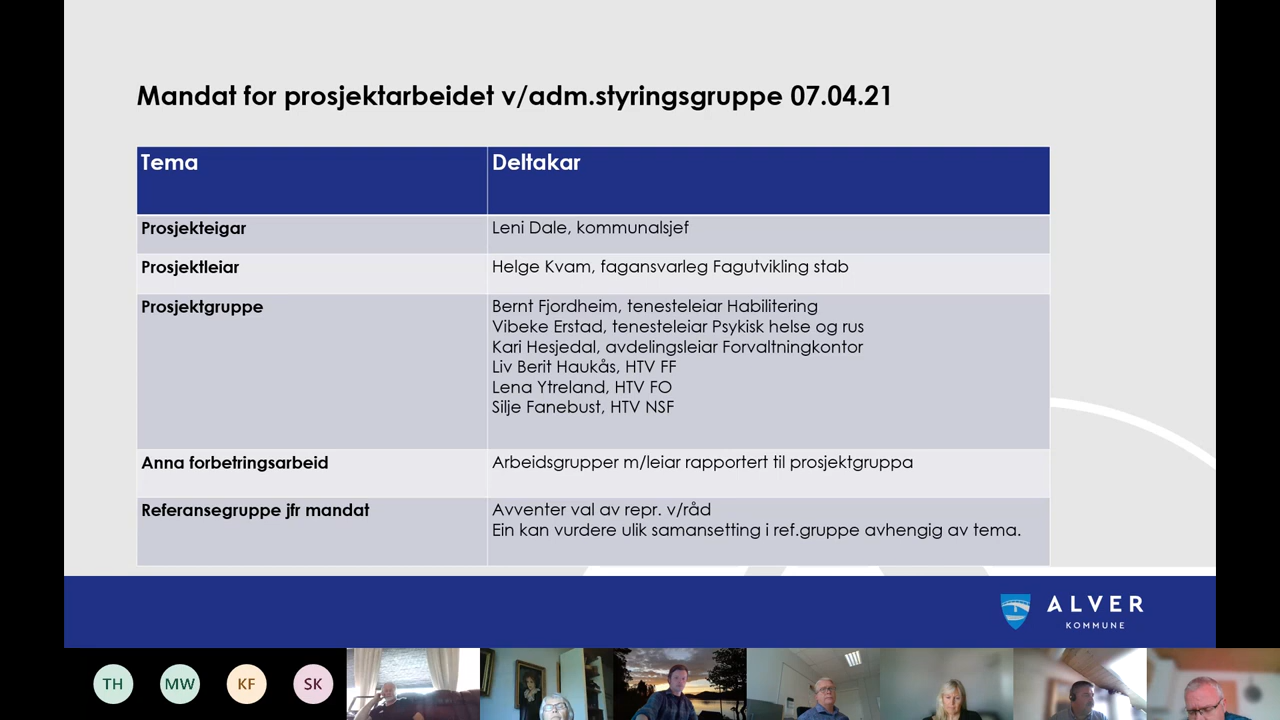 Mandat for prosjektarbeidet v/adm.styringsgruppe 07.04.21
Tema
Deltakar
Prosjekteigar
Leni Dale, kommunalsjef
Prosjektleiar
Helge Kvam, fagansvarleg Fagutvikling stab
Prosjektgruppe
Bernt Fjordheim, tenesteleiar Habilitering
Vibeke Erstad, tenesteleiar Psykisk helse og rus
Kari Hesjedal, avdelingsleiar Forvaltningkontor
Liv Berit Haukås, HTV FF
Lena Ytreland, HTV FO
Silje Fanebust, HTV NSF
Anna forbetringsarbeid
Arbeidsgrupper m/leiar rapportert til prosjektgruppa
Referansegruppe jfr mandat
Avventer val av repr. v/råd
Ein kan vurdere ulik samansetting i ref.gruppe avhengig av tema.
ALVER
KOMMUNE
TH
MW
KF
SK